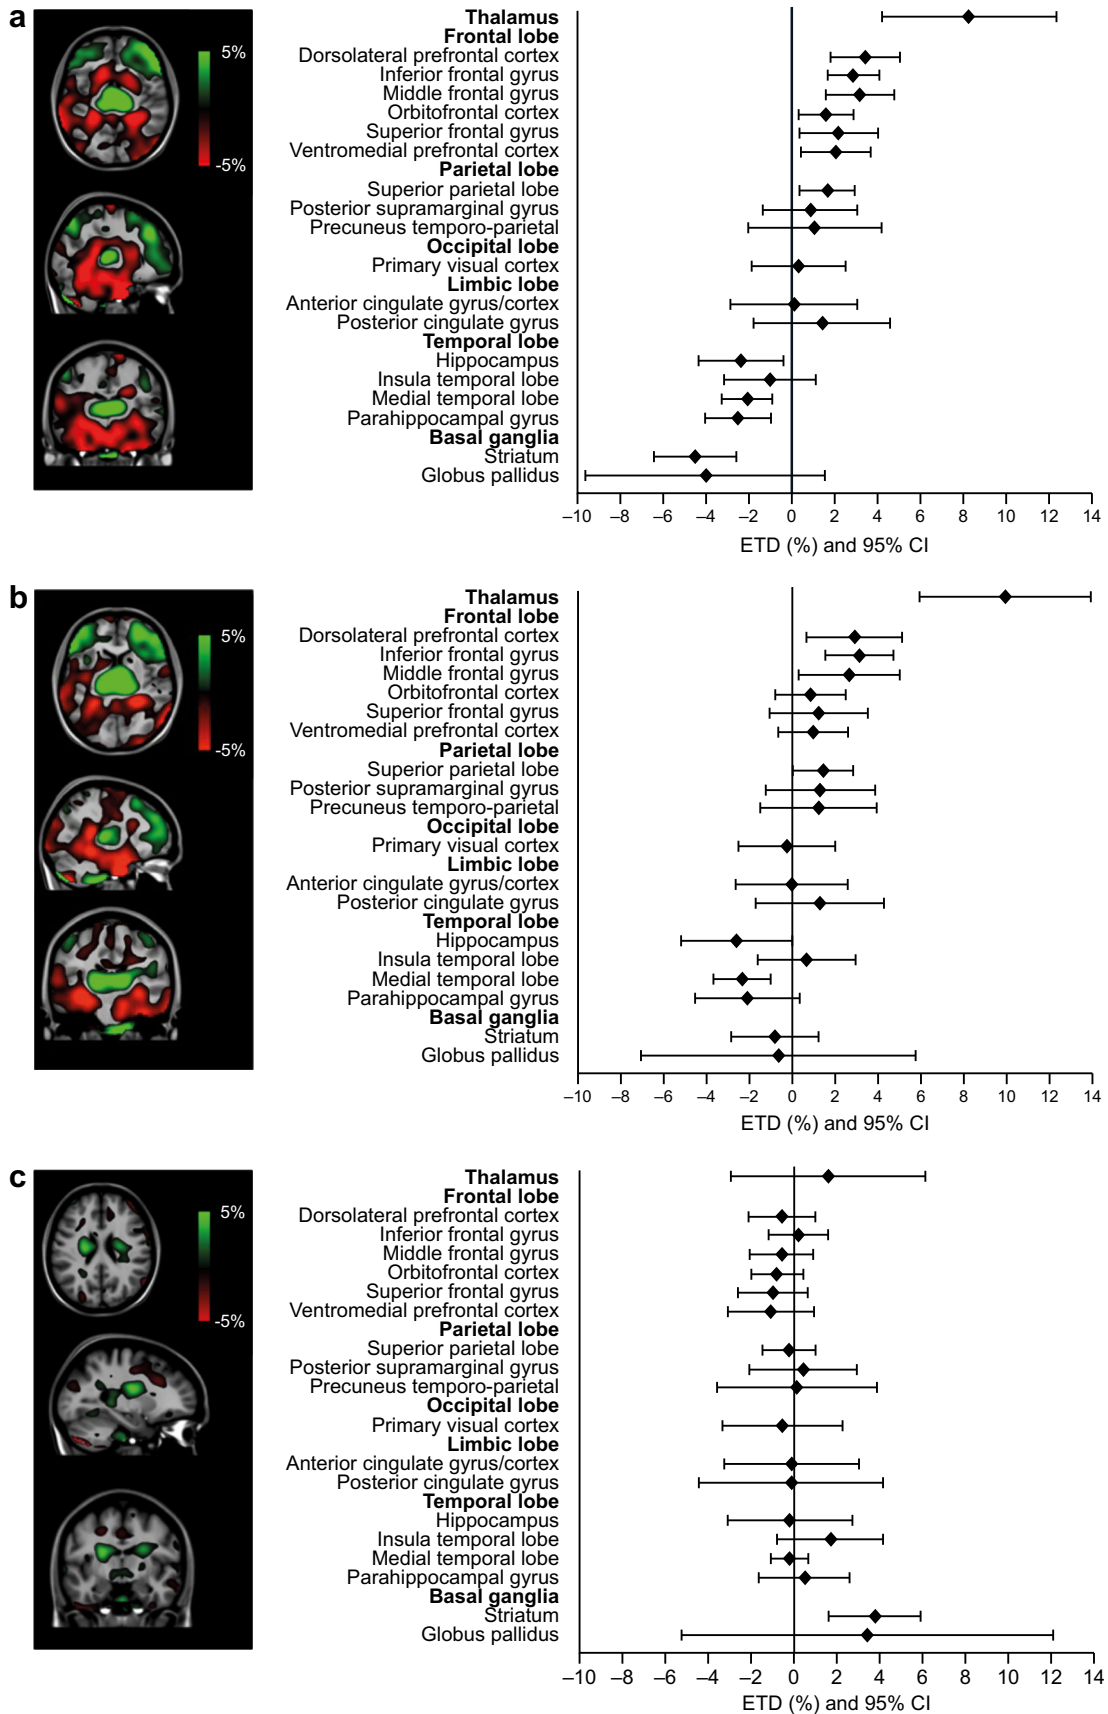 a
5%
-5%
Thalamus
Frontal lobe
Dorsolateral prefrontal cortex
Inferior frontal gyrus
Middle frontal gyrus
Orbitofrontal cortex
Superior frontal gyrus
Ventromedial prefrontal cortex
Parietal lobe
Superior parietal lobe
Posterior supramarginal gyrus
Precuneus temporo-parietal
Occipital lobe
Primary visual cortex
Limbic lobe
Anterior cingulate gyrus/cortex
Posterior cingulate gyrus
Temporal lobe
Hippocampus
Insula temporal lobe
Medial temporal lobe
Parahippocampal gyrus
Basal ganglia
Striatum
Globus pallidus
–10 –8 –6 –4 –2 0 2 4 6 8 10 12 14
ETD (%) and 95% CI
b
5%
-5%
Thalamus
Frontal lobe
Dorsolateral prefrontal cortex
Inferior frontal gyrus
Middle frontal gyrus
Orbitofrontal cortex
Superior frontal gyrus
Ventromedial prefrontal cortex
Parietal lobe
Superior parietal lobe
Posterior supramarginal gyrus
Precuneus temporo-parietal
Occipital lobe
Primary visual cortex
Limbic lobe
Anterior cingulate gyrus/cortex
Posterior cingulate gyrus
Temporal lobe
Hippocampus
Insula temporal lobe
Medial temporal lobe
Parahippocampal gyrus
Basal ganglia
Striatum
Globus pallidus
–10 –8 –6 –4 –2 0 2 4 6 8 10 12 14
ETD (%) and 95% CI
c
5%
-5%
Thalamus
Frontal lobe
Dorsolateral prefrontal cortex
Inferior frontal gyrus
Middle frontal gyrus
Orbitofrontal cortex
Superior frontal gyrus
Ventromedial prefrontal cortex
Parietal lobe
Superior parietal lobe
Posterior supramarginal gyrus
Precuneus temporo-parietal
Occipital lobe
Primary visual cortex
Limbic lobe
Anterior cingulate gyrus/cortex
Posterior cingulate gyrus
Temporal lobe
Hippocampus
Insula temporal lobe
Medial temporal lobe
Parahippocampal gyrus
Basal ganglia
Striatum
Globus pallidus
–10 –8 –6 –4 –2 0 2 4 6 8 10 12 14
ETD (%) and 95% CI